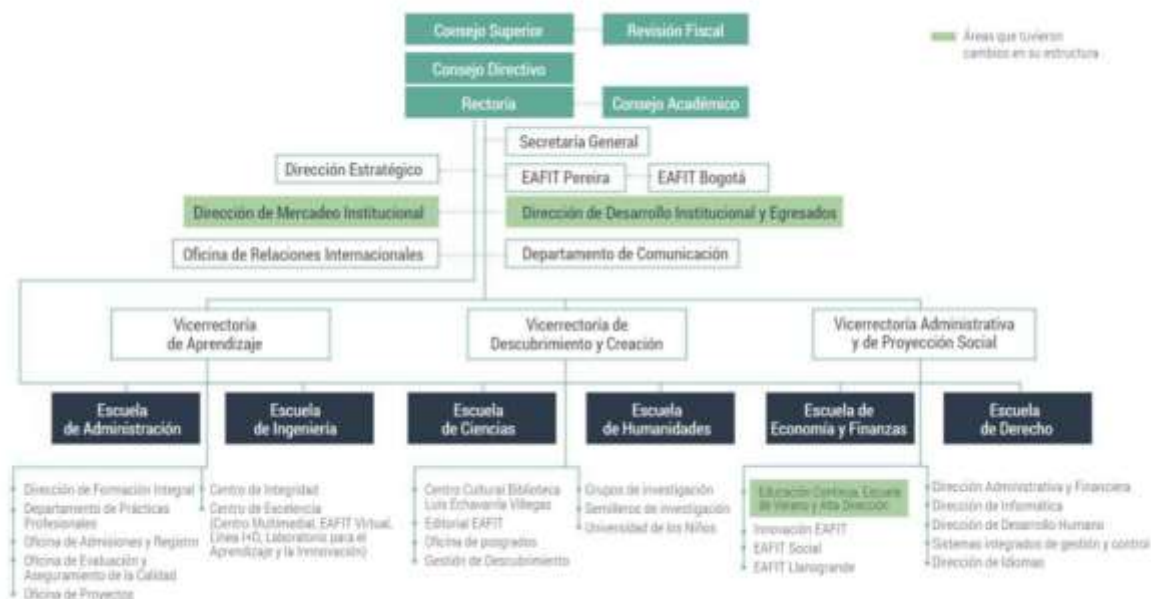 Consejo Superior
Revisión Fiscal
Áreas que tuvieron
cambios en su estructura
Consejo Directivo
Rectoría
Consejo Académico
Secretaría General
Dirección Estratégico
EAFIT Pereira
EAFIT Bogotá
Dirección de Mercadeo Institucional
Dirección de Desarrollo Institucional y Egresados
Oficina de Relaciones Internacionales
Departamento de Comunicación
Vicerrectoría
de Aprendizaje
Vicerrectoría de
Descubrimiento y Creación
Vicerrectoría Administrativa
y de Proyección Social
Escuela
de Administración
Escuela
de Ingeniería
Escuela
de Ciencias
Escuela
de Humanidades
Escuela de
Economía y Finanzas
Escuela
de Derecho
Dirección de Formación Integral
Departamento de Prácticas
Profesionales
Oficina de Admisiones y Registro
Oficina de Evaluación y
Aseguramiento de la Calidad
Oficina de Proyectos
Centro de Integridad
Centro de Excelencia
(Centro Multimedial, EAFIT Virtual,
Línea I+D, Laboratorio para el
Aprendizaje y la Innnovación)
Centro Cultural Biblioteca
Luis Echavarría Villegas
Editorial EAFIT
Oficina de posgrados
Gestión de Descubrimiento
Grupos de investigación
Semilleros de investigación
Universidad de los Niños
Educación Continua, Escuela
de Verano y Alta Dirección
Innovación EAFIT
EAFIT Social
EAFIT Llanogrande
Dirección Administrativa y Financiera
Dirección de Informática
Dirección de Desarrollo Humano
Sistemas integrados de gestión y control
Dirección de Idiomas